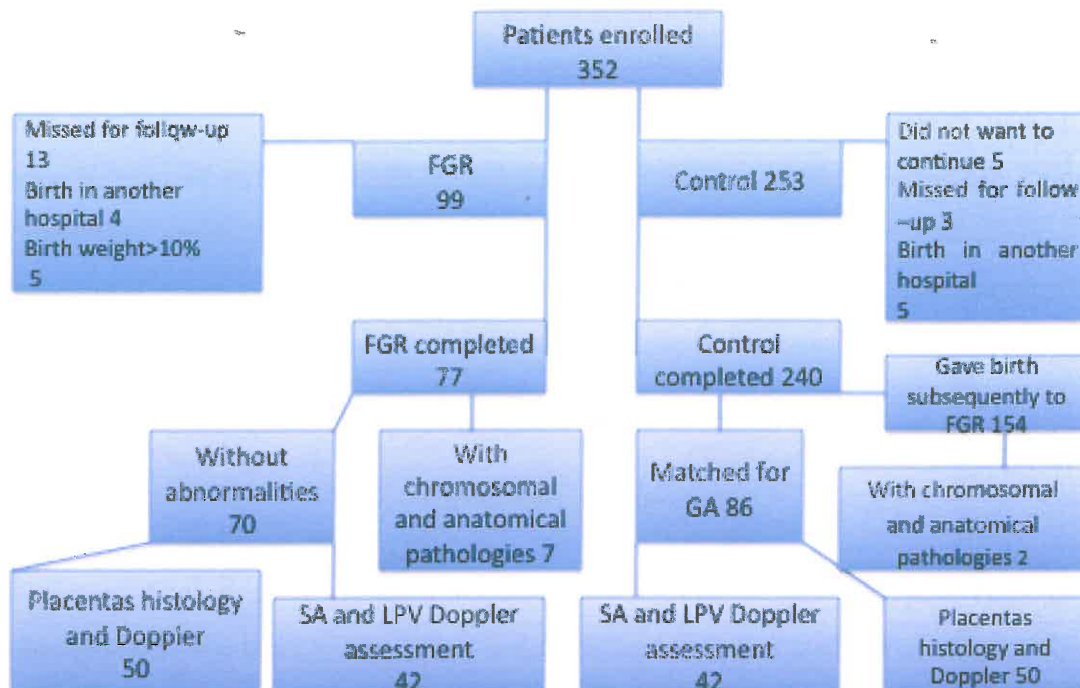 Patients enrolled
352
Missed for follow-up
13
Birth in another
hospital 4
Birth weight>10%
5
FGR
99
Control 253
Did not want to
continue 5
Missed for follow
-up 3
Birth in another
hospital
5
FGR completed
77
Control
completed 240
Gave birth
subsequently to
FGR 154
Without
abnormalities
70
With
chromosomal
and anatomical
pathologies 7
Matched for
GA 86
With chromosomal
and anatomical
pathologies 2
Placentas histology
and Doppler
50
SA and LPV Doppler
assessment
42
SA and LPV Doppler
assessment
42
Placentas
histology and
Doppler 50